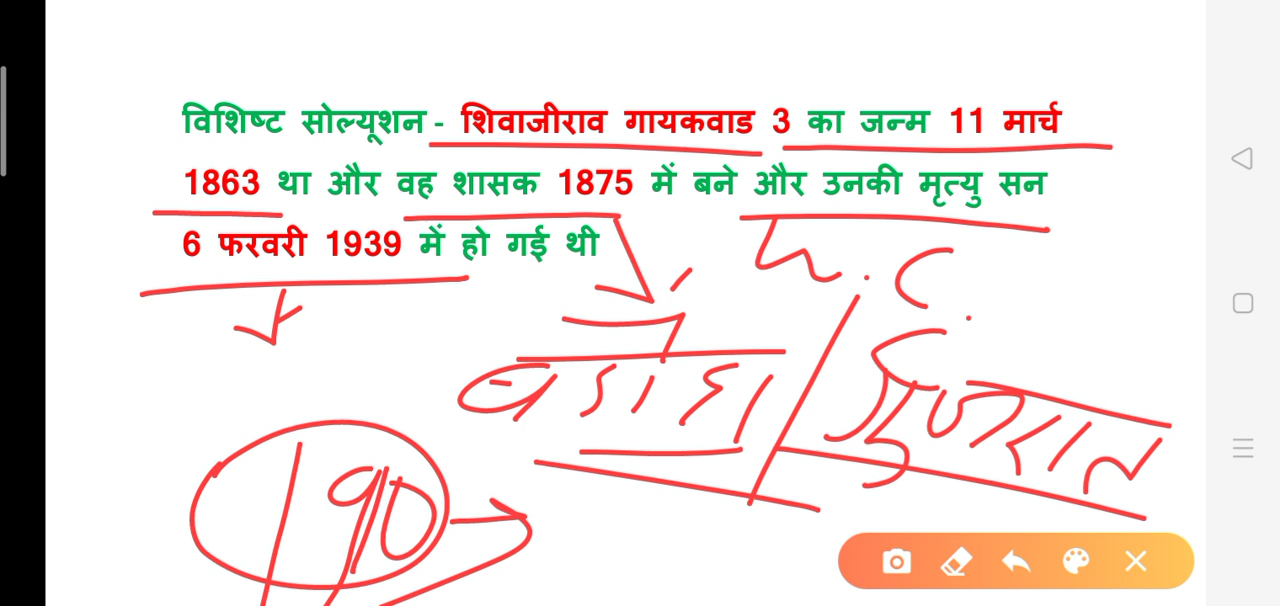 विशिष्ट सोल्यूशन - शिवाजीराव गायकवाड 3 का जन्म 11 मार्च
1863 था और वह शासक 1875 में बने और उनकी मृत्यु सन
6 फरवरी 1939 में हो गई थी
h.c.
बडोदा / गुजरात
190